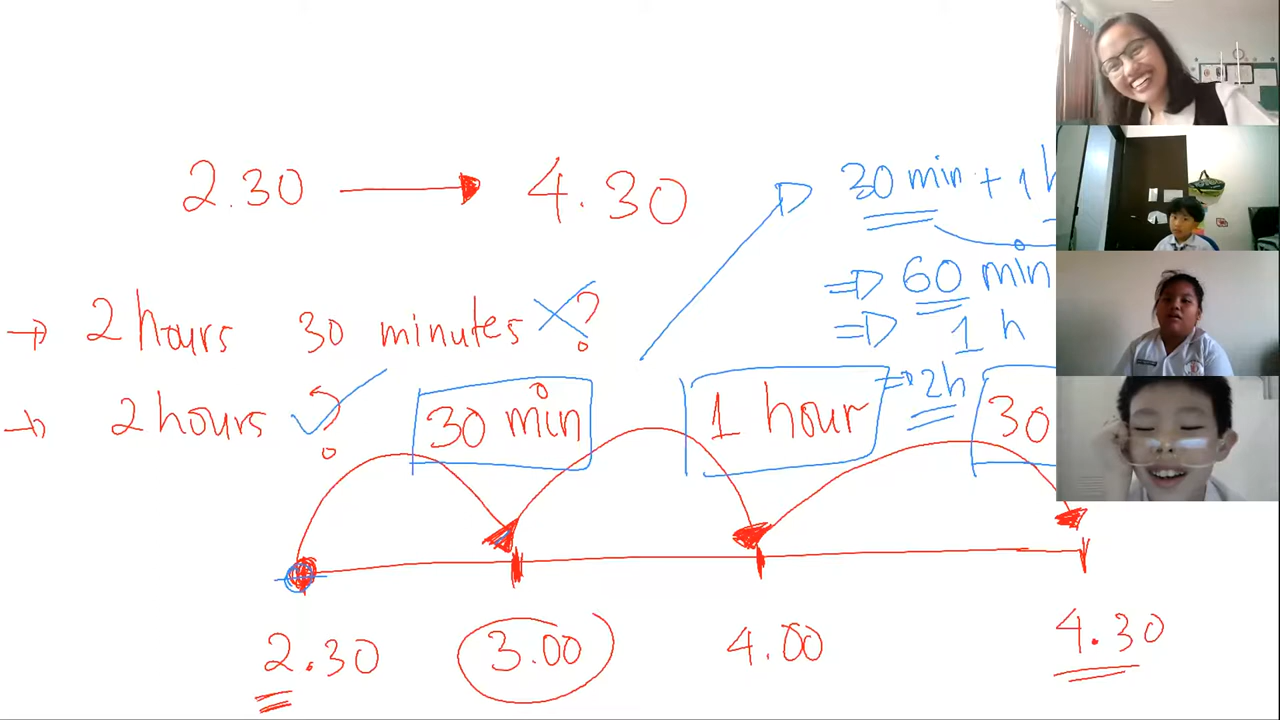 2.30 → 4.30
30 min + 1 h
⇒ 60 min
→ 2 hours 30 minutes ?
⇒ 1 h
→ 2 hours ?
30 min
1 hour
⇒ 2h
30
2.30
3.00
4.00
4.30